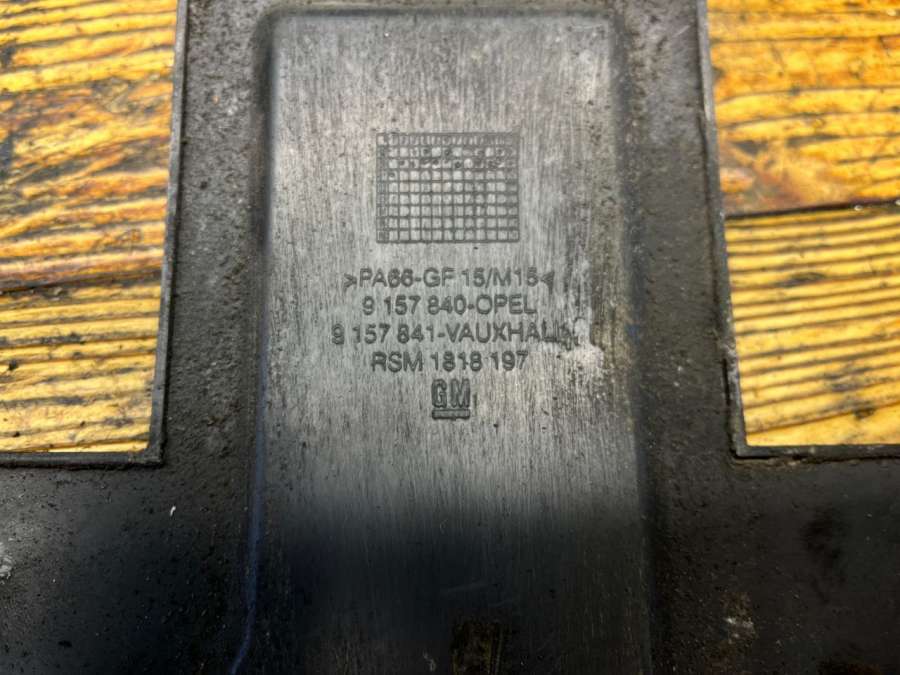 >PA66-GF 15/M15<
9 157 840-OPEL
9 157 841-VAUXHALL
RSM 1818 197
GM